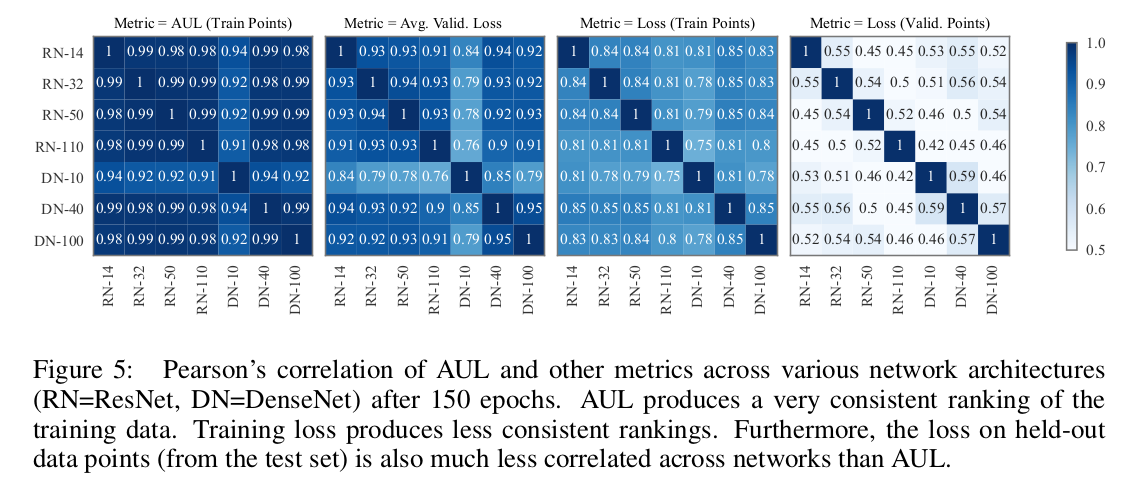 Metric = AUL (Train Points) Metric = Avg. Valid. Loss Metric = Loss (Train Points) Metric = Loss (Valid. Points)
RN-14 1 0.99 0.98 0.98 0.94 0.99 0.98 1 0.93 0.93 0.91 0.84 0.94 0.92 1 0.84 0.84 0.81 0.81 0.85 0.83 1 0.55 0.45 0.45 0.53 0.55 0.52 1.0
RN-32 0.99 1 0.99 0.99 0.92 0.98 0.99 0.93 1 0.94 0.93 0.79 0.93 0.92 0.84 1 0.84 0.81 0.78 0.85 0.83 0.55 1 0.54 0.5 0.51 0.56 0.54 0.9
RN-50 0.98 0.99 1 0.99 0.92 0.99 0.99 0.93 0.94 1 0.93 0.78 0.92 0.93 0.84 0.84 1 0.81 0.79 0.85 0.84 0.45 0.54 1 0.52 0.46 0.5 0.54 0.8
RN-110 0.98 0.99 0.99 1 0.91 0.98 0.98 0.91 0.93 0.93 1 0.76 0.9 0.91 0.81 0.81 0.81 1 0.75 0.81 0.8 0.45 0.5 0.52 1 0.42 0.45 0.46
DN-10 0.94 0.92 0.92 0.91 1 0.94 0.92 0.84 0.79 0.78 0.76 1 0.85 0.79 0.81 0.78 0.79 0.75 1 0.81 0.78 0.53 0.51 0.46 0.42 1 0.59 0.46 0.7
DN-40 0.99 0.98 0.99 0.98 0.94 1 0.99 0.94 0.93 0.92 0.9 0.85 1 0.95 0.85 0.85 0.85 0.81 0.81 1 0.85 0.55 0.56 0.5 0.45 0.59 1 0.57 0.6
DN-100 0.98 0.99 0.99 0.98 0.92 0.99 1 0.92 0.92 0.93 0.91 0.79 0.95 1 0.83 0.83 0.84 0.8 0.78 0.85 1 0.52 0.54 0.54 0.46 0.46 0.57 1 0.5
RN-14 RN-32 RN-50 RN-110 DN-10 DN-40 DN-100 RN-14 RN-32 RN-50 RN-110 DN-10 DN-40 DN-100 RN-14 RN-32 RN-50 RN-110 DN-10 DN-40 DN-100 RN-14 RN-32 RN-50 RN-110 DN-10 DN-40 DN-100
Figure 5: Pearson's correlation of AUL and other metrics across various network architectures
(RN=ResNet, DN=DenseNet) after 150 epochs. AUL produces a very consistent ranking of the
training data. Training loss produces less consistent rankings. Furthermore, the loss on held-out
data points (from the test set) is also much less correlated across networks than AUL.